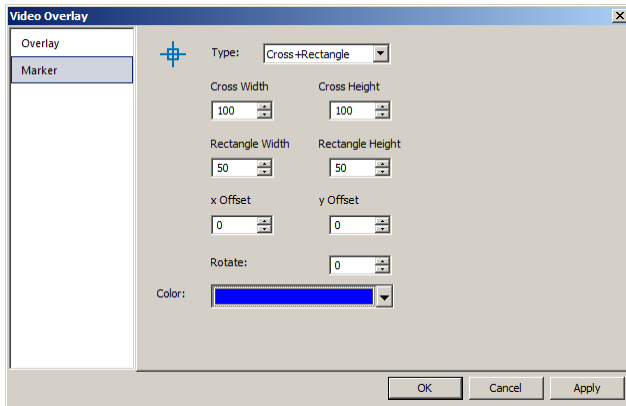 Video Overlay
Overlay
Marker
Type: Cross+Rectangle
Cross Width Cross Height
100 100
Rectangle Width Rectangle Height
50 50
x Offset y Offset
0 0
Rotate: 0
Color:
OK Cancel Apply